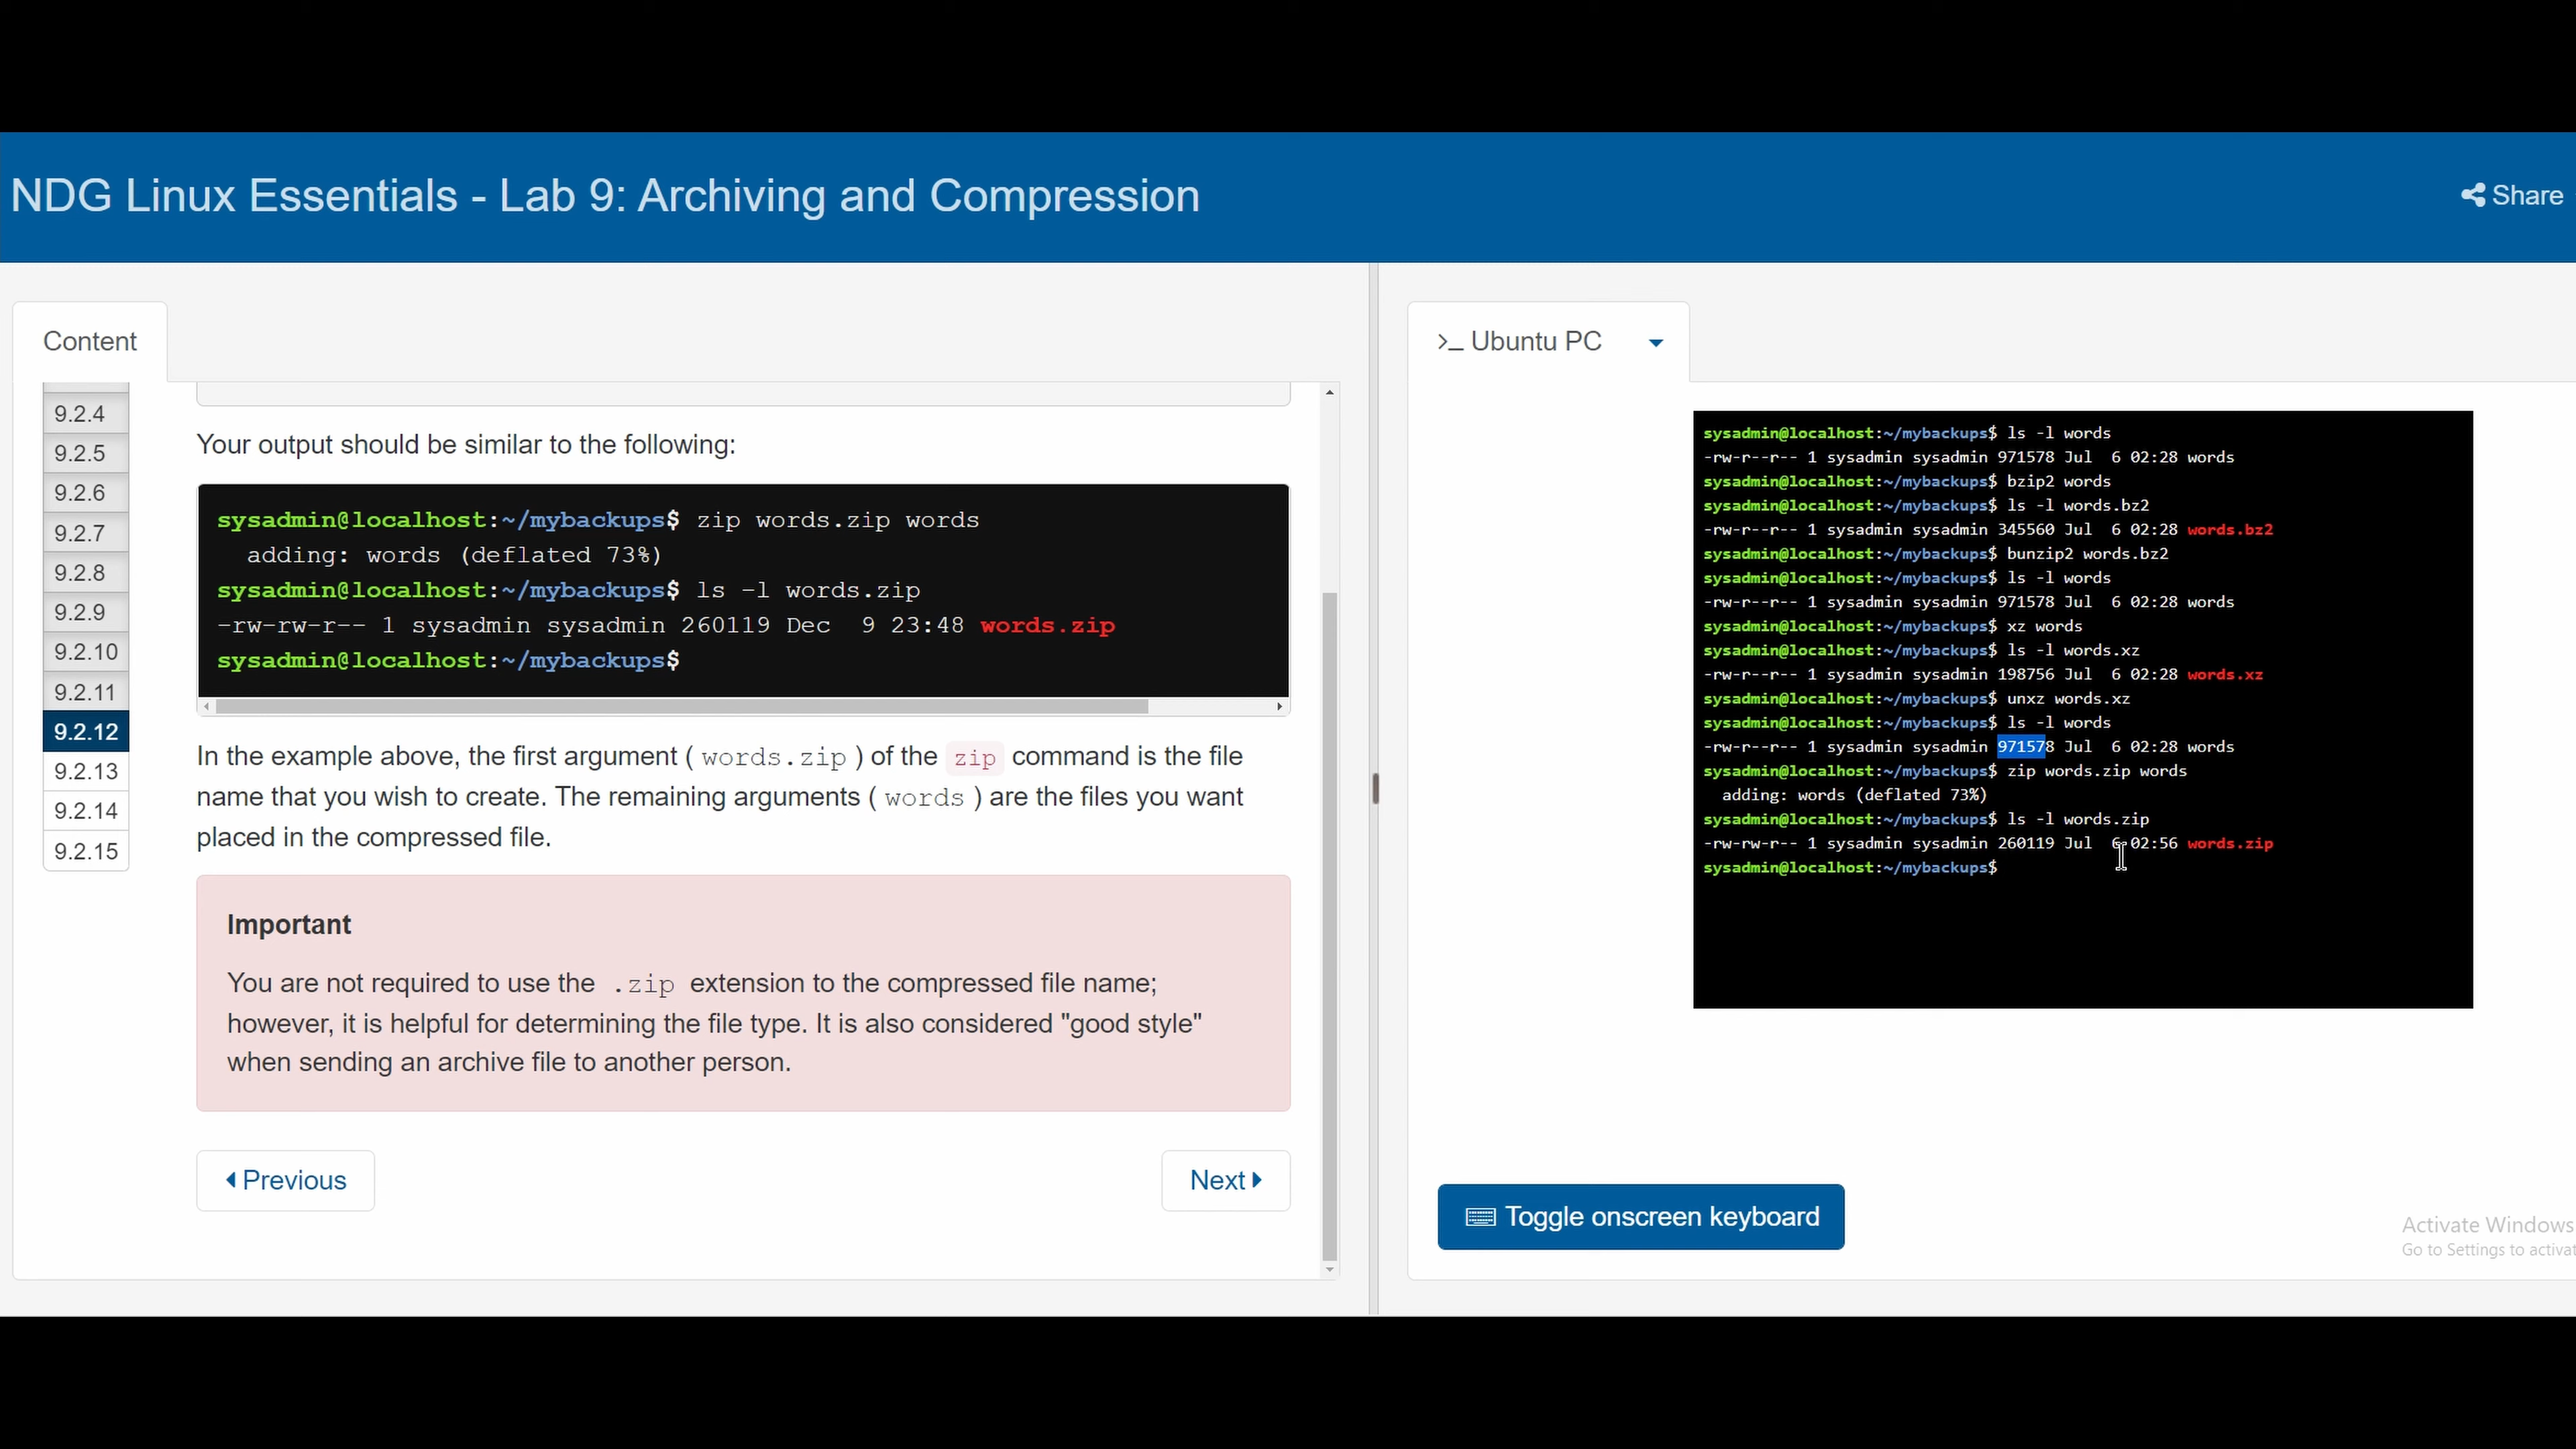 NDG Linux Essentials - Lab 9: Archiving and Compression
Share
Content
9.2.4
9.2.5
9.2.6
9.2.7
9.2.8
9.2.9
9.2.10
9.2.11
9.2.12
9.2.13
9.2.14
9.2.15
Your output should be similar to the following:
sysadmin@localhost:~/mybackups$ zip words.zip words
  adding: words (deflated 73%)
sysadmin@localhost:~/mybackups$ ls -l words.zip
-rw-rw-r-- 1 sysadmin sysadmin 260119 Dec  9 23:48 words.zip
sysadmin@localhost:~/mybackups$
In the example above, the first argument ( words.zip ) of the zip command is the file
name that you wish to create. The remaining arguments ( words ) are the files you want
placed in the compressed file.
Important
You are not required to use the .zip extension to the compressed file name;
however, it is helpful for determining the file type. It is also considered "good style"
when sending an archive file to another person.
Previous
Next
>_ Ubuntu PC
sysadmin@localhost:~/mybackups$ ls -l words
-rw-r--r-- 1 sysadmin sysadmin 971578 Jul  6 02:28 words
sysadmin@localhost:~/mybackups$ bzip2 words
sysadmin@localhost:~/mybackups$ ls -l words.bz2
-rw-r--r-- 1 sysadmin sysadmin 345560 Jul  6 02:28 words.bz2
sysadmin@localhost:~/mybackups$ bunzip2 words.bz2
sysadmin@localhost:~/mybackups$ ls -l words
-rw-r--r-- 1 sysadmin sysadmin 971578 Jul  6 02:28 words
sysadmin@localhost:~/mybackups$ xz words
sysadmin@localhost:~/mybackups$ ls -l words.xz
-rw-r--r-- 1 sysadmin sysadmin 198756 Jul  6 02:28 words.xz
sysadmin@localhost:~/mybackups$ unxz words.xz
sysadmin@localhost:~/mybackups$ ls -l words
-rw-r--r-- 1 sysadmin sysadmin 971578 Jul  6 02:28 words
sysadmin@localhost:~/mybackups$ zip words.zip words
  adding: words (deflated 73%)
sysadmin@localhost:~/mybackups$ ls -l words.zip
-rw-rw-r-- 1 sysadmin sysadmin 260119 Jul  6 02:56 words.zip
sysadmin@localhost:~/mybackups$
Toggle onscreen keyboard
Activate Windows
Go to Settings to activat